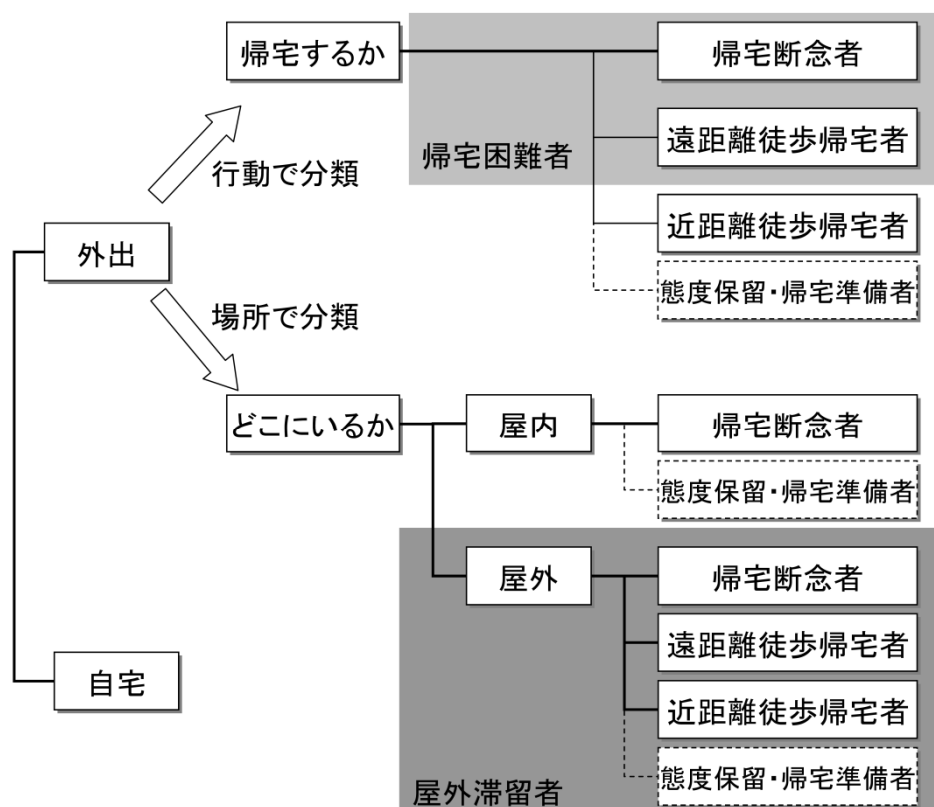 帰宅するか
帰宅断念者
遠距離徒歩帰宅者
帰宅困難者
行動で分類
近距離徒歩帰宅者
外出
態度保留・帰宅準備者
場所で分類
どこにいるか
屋内
帰宅断念者
態度保留・帰宅準備者
屋外
帰宅断念者
遠距離徒歩帰宅者
自宅
近距離徒歩帰宅者
態度保留・帰宅準備者
屋外滞留者